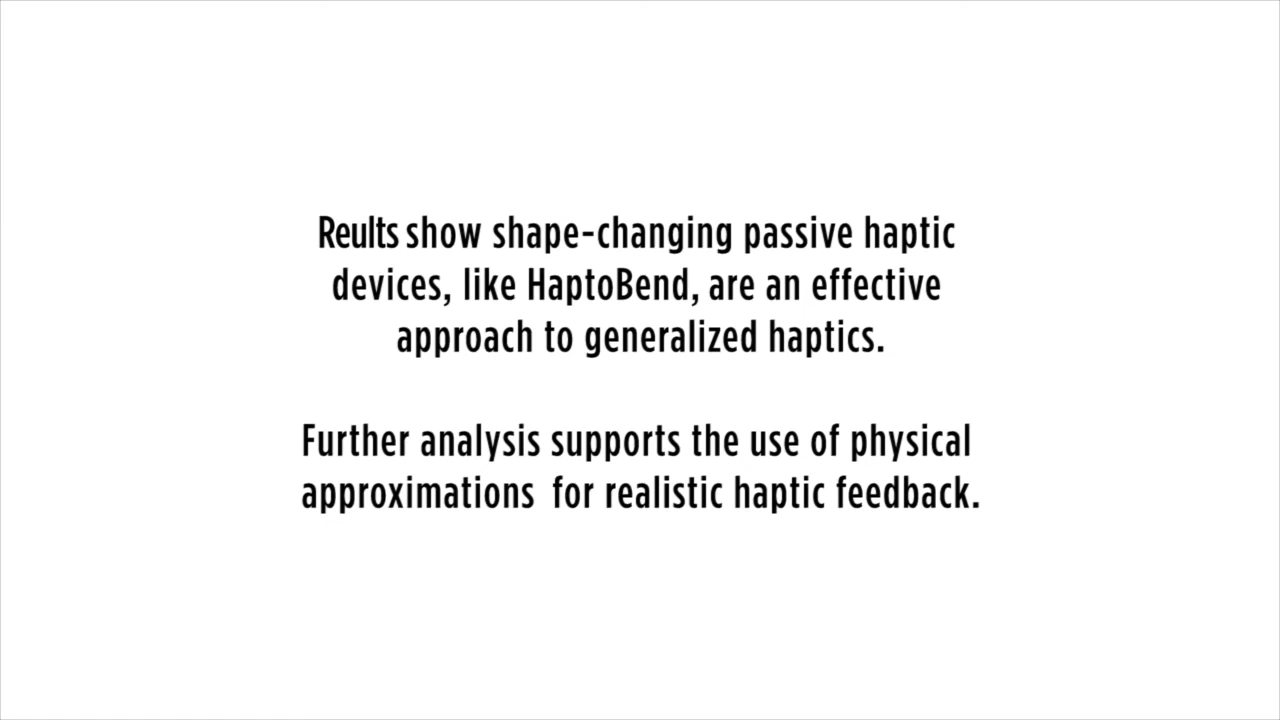 Reults show shape-changing passive haptic
devices, like HaptoBend, are an effective
approach to generalized haptics.
Further analysis supports the use of physical
approximations  for realistic haptic feedback.